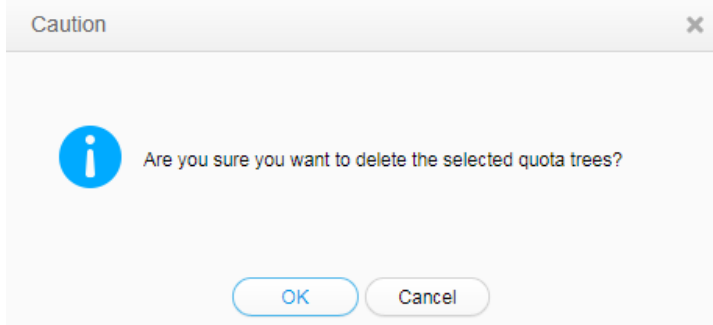 Caution
Are you sure you want to delete the selected quota trees?
OK
Cancel